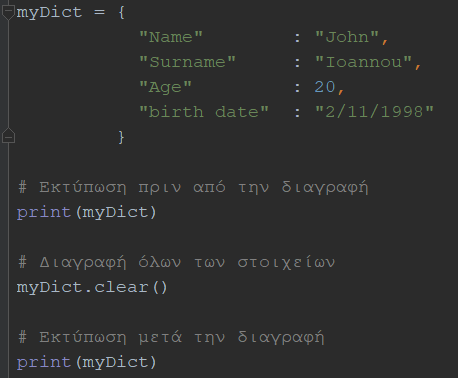 myDict = {
"Name" : "John",
"Surname" : "Ioannou",
"Age" : 20,
"birth date" : "2/11/1998"
}
# Εκτύπωση πριν από την διαγραφή
print(myDict)
# Διαγραφή όλων των στοιχείων
myDict.clear()
# Εκτύπωση μετά την διαγραφή
print(myDict)